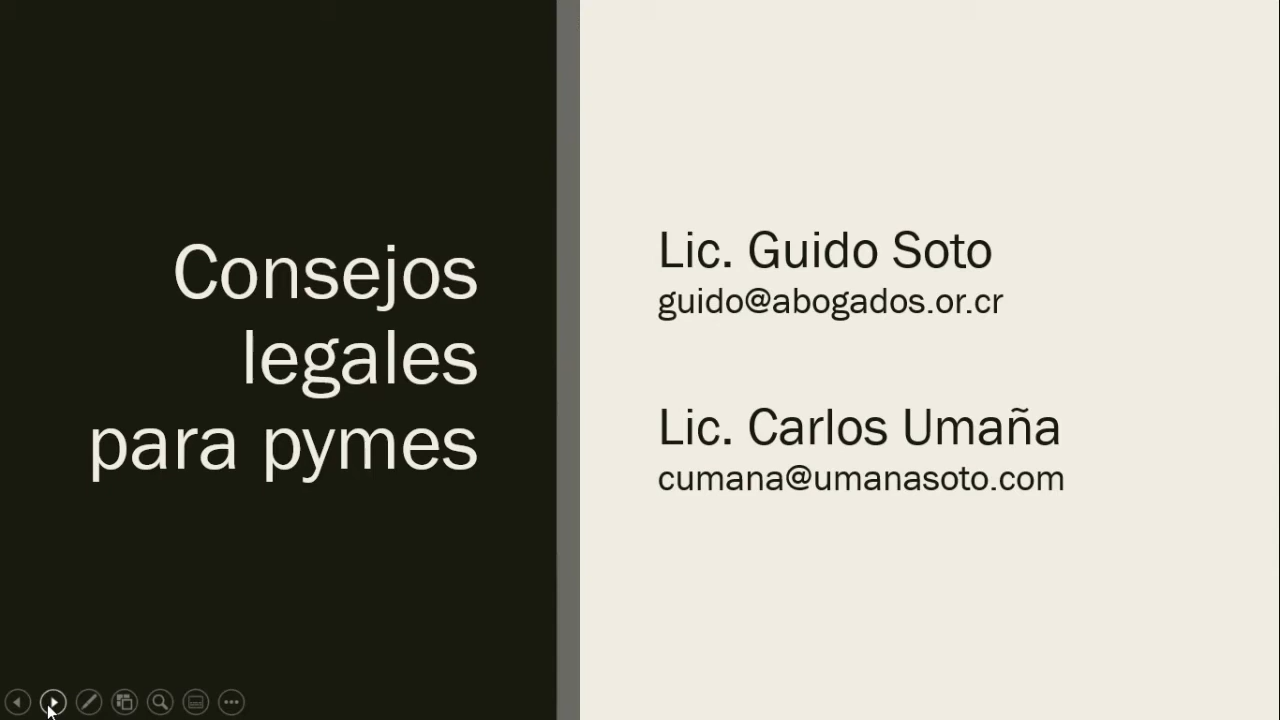 Consejos
legales
para pymes
Lic. Guido Soto
guido@abogados.or.cr
Lic. Carlos Umaña
cumana@umanasoto.com